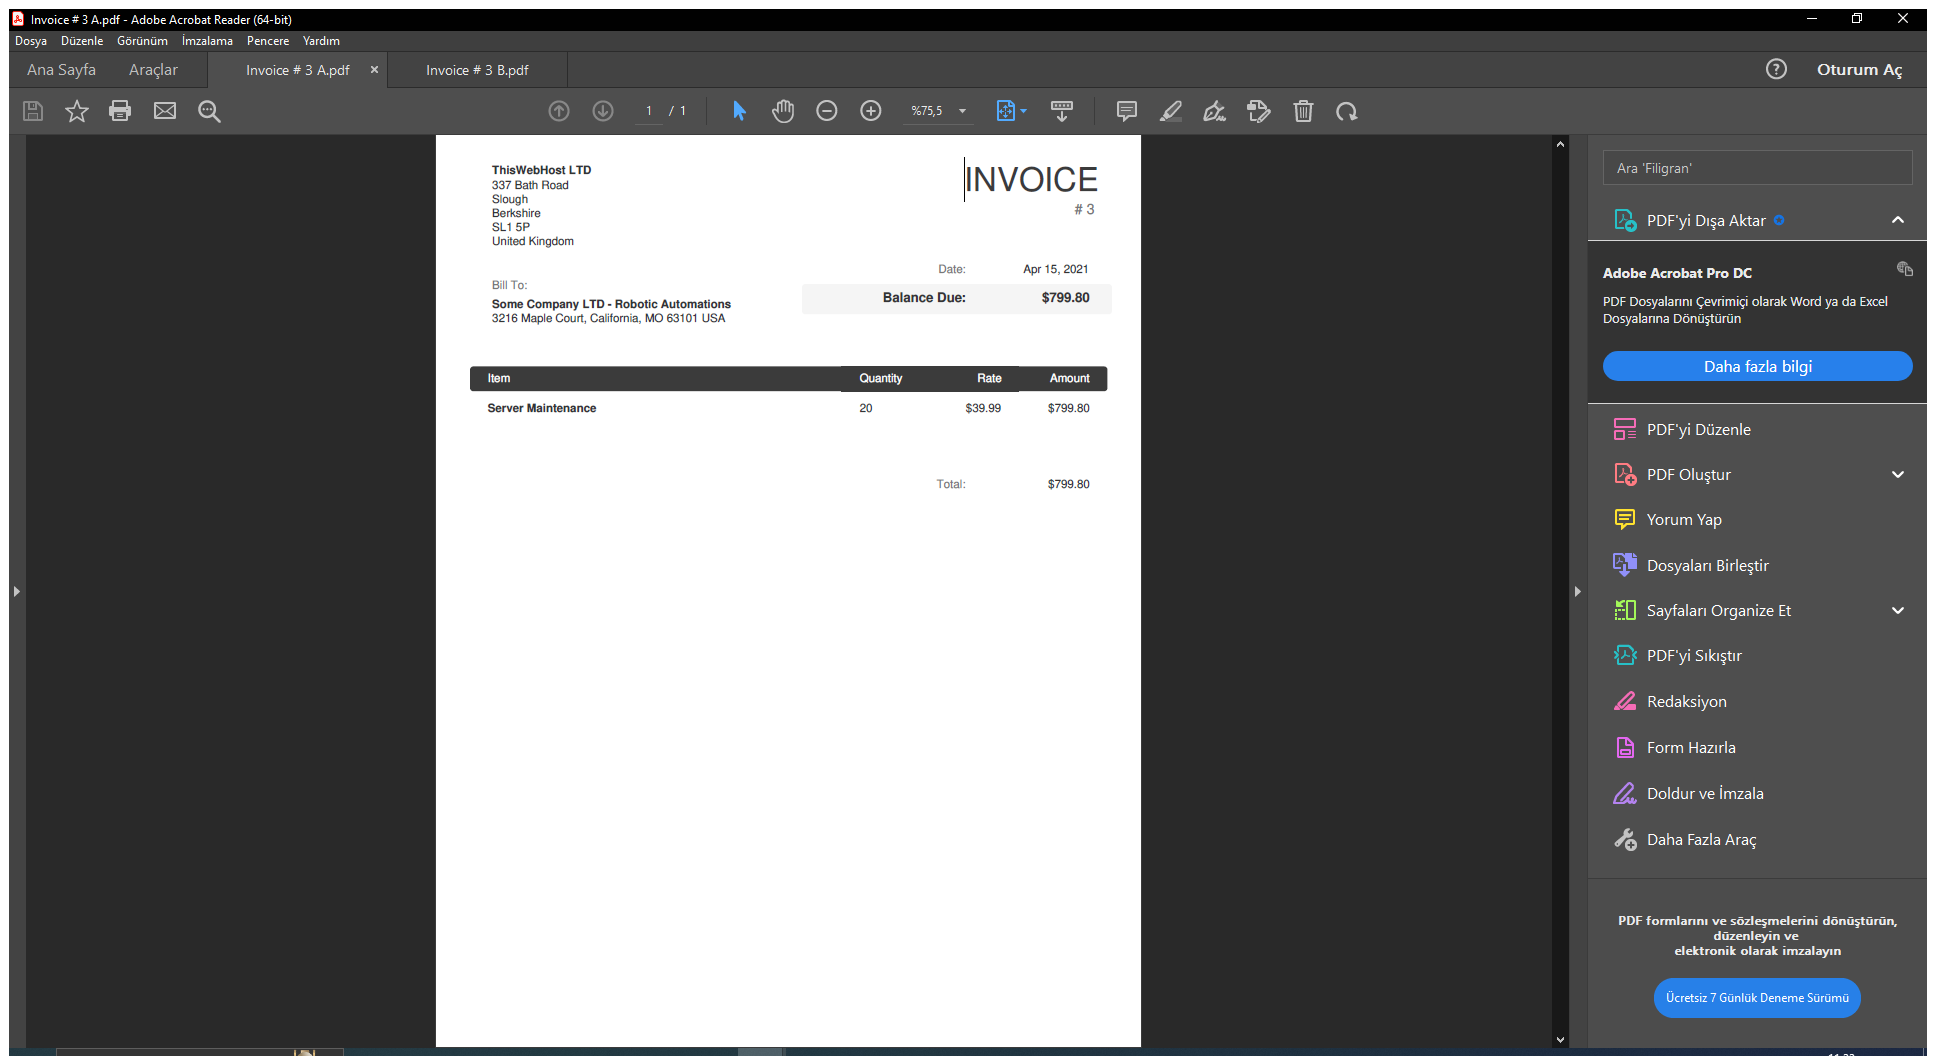 Invoice # 3 A.pdf - Adobe Acrobat Reader (64-bit)
Dosya Düzenle Görünüm İmzalama Pencere Yardım
Ana Sayfa Araçlar Invoice # 3 A.pdf × Invoice # 3 B.pdf Oturum Aç
1 / 1 %75,5
ThisWebHost LTD
337 Bath Road
Slough
Berkshire
SL1 5P
United Kingdom
INVOICE
# 3
Date: Apr 15, 2021
Balance Due: $799.80
Bill To:
Some Company LTD - Robotic Automations
3216 Maple Court, California, MO 63101 USA
Item Quantity Rate Amount
Server Maintenance 20 $39.99 $799.80
Total: $799.80
Ara 'Filigran'
PDF'yi Dışa Aktar
Adobe Acrobat Pro DC
PDF Dosyalarını Çevrimiçi olarak Word ya da Excel
Dosyalarına Dönüştürün
Daha fazla bilgi
PDF'yi Düzenle
PDF Oluştur
Yorum Yap
Dosyaları Birleştir
Sayfaları Organize Et
PDF'yi Sıkıştır
Redaksiyon
Form Hazırla
Doldur ve İmzala
Daha Fazla Araç
PDF formlarını ve sözleşmelerini dönüştürün,
düzenleyin ve
elektronik olarak imzalayın
Ücretsiz 7 Günlük Deneme Sürümü